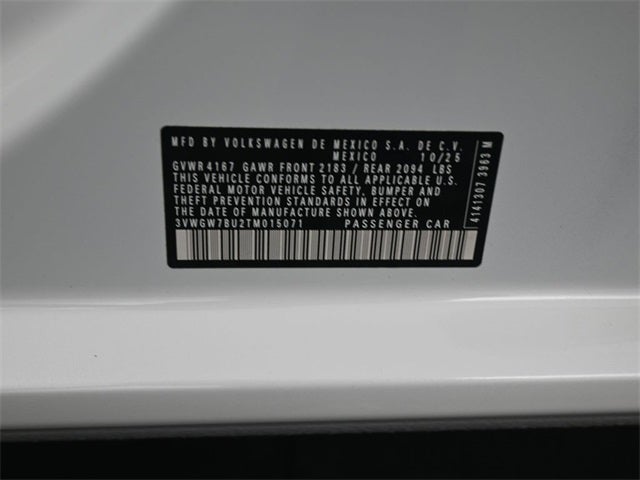 MFD BY VOLKSWAGEN DE MEXICO S.A. DE C.V.
MEXICO 10/25
GVWR 4167 GAWR FRONT 2183 / REAR 2094 LBS
THIS VEHICLE CONFORMS TO ALL APPLICABLE U.S.
FEDERAL MOTOR VEHICLE SAFETY, BUMPER AND
THEFT PREVENTION STANDARDS IN EFFECT ON
THE DATE OF MANUFACTURE SHOWN ABOVE.
3VWGW7BU2TM015071 PASSENGER CAR
4141307 3963 M